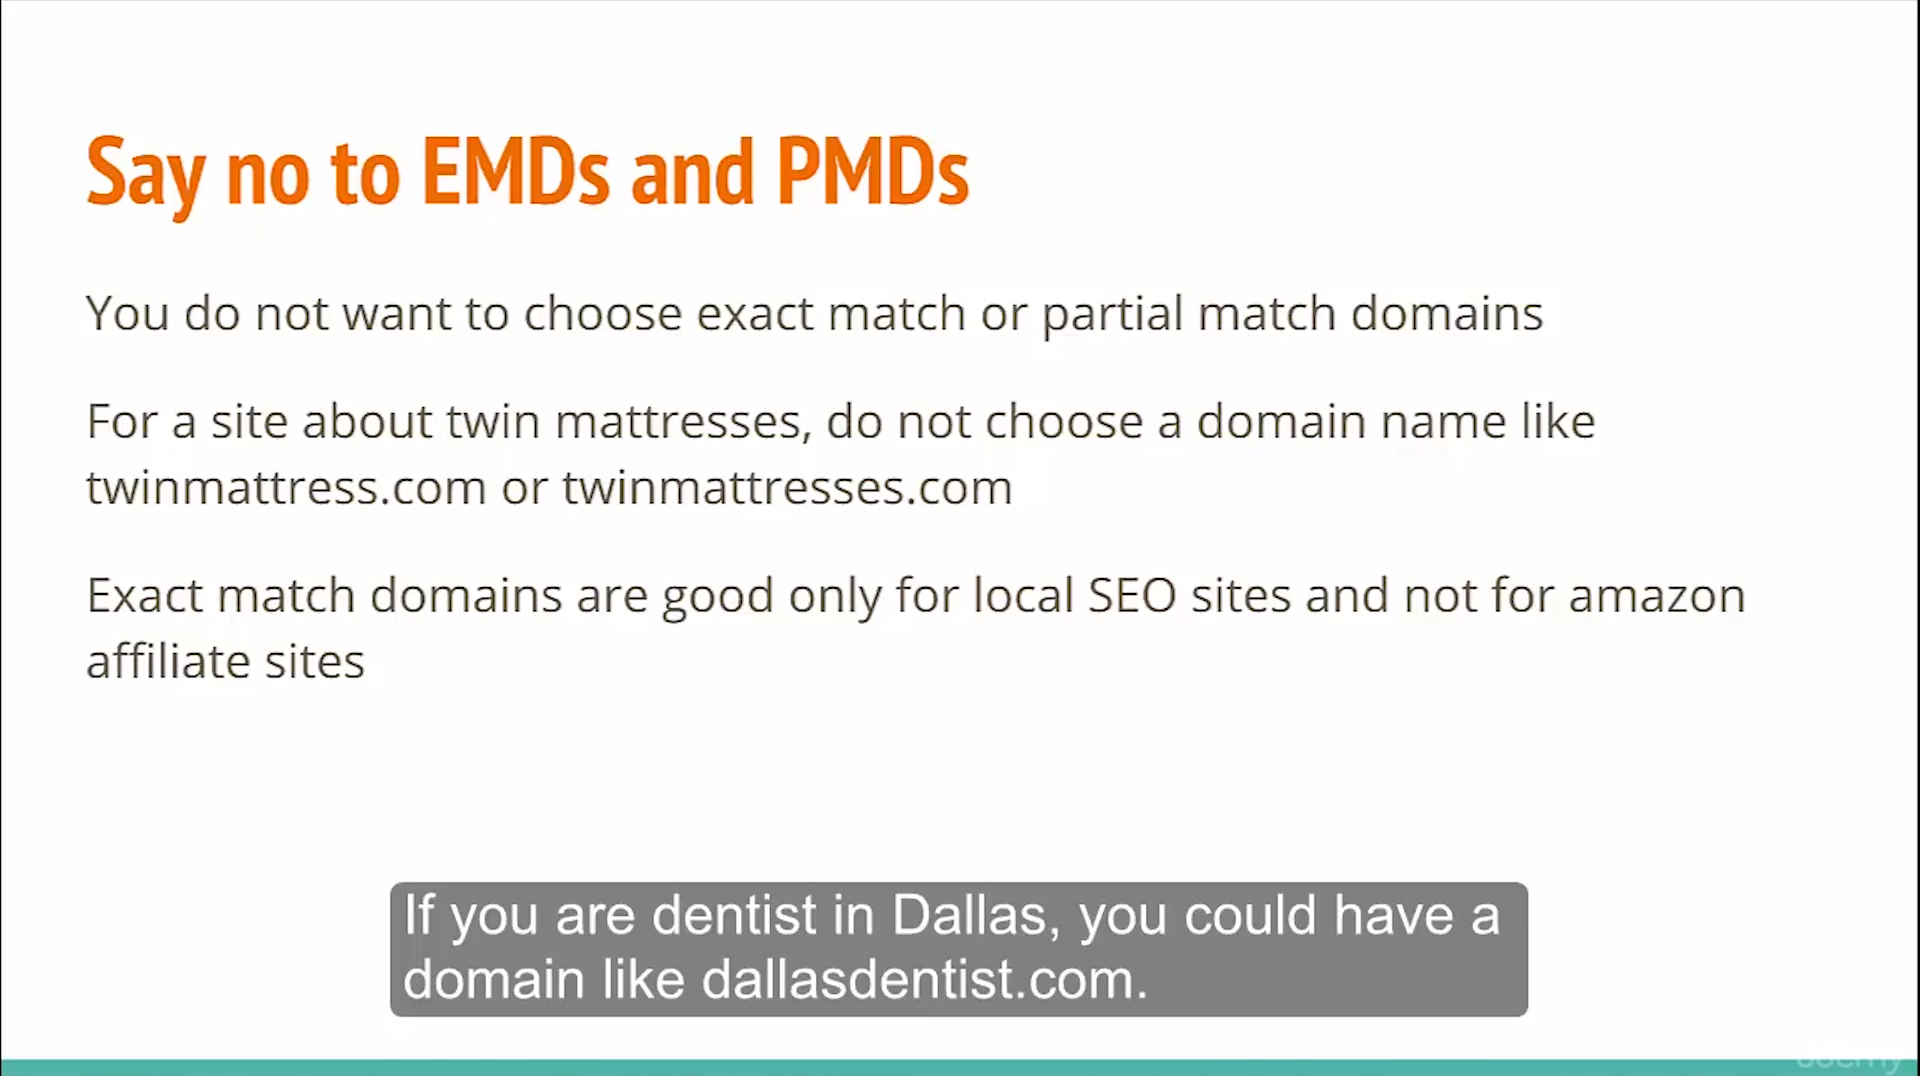 Say no to EMDs and PMDs
You do not want to choose exact match or partial match domains
For a site about twin mattresses, do not choose a domain name like
twinmattress.com or twinmattresses.com
Exact match domains are good only for local SEO sites and not for amazon
affiliate sites
If you are dentist in Dallas, you could have a
domain like dallasdentist.com.